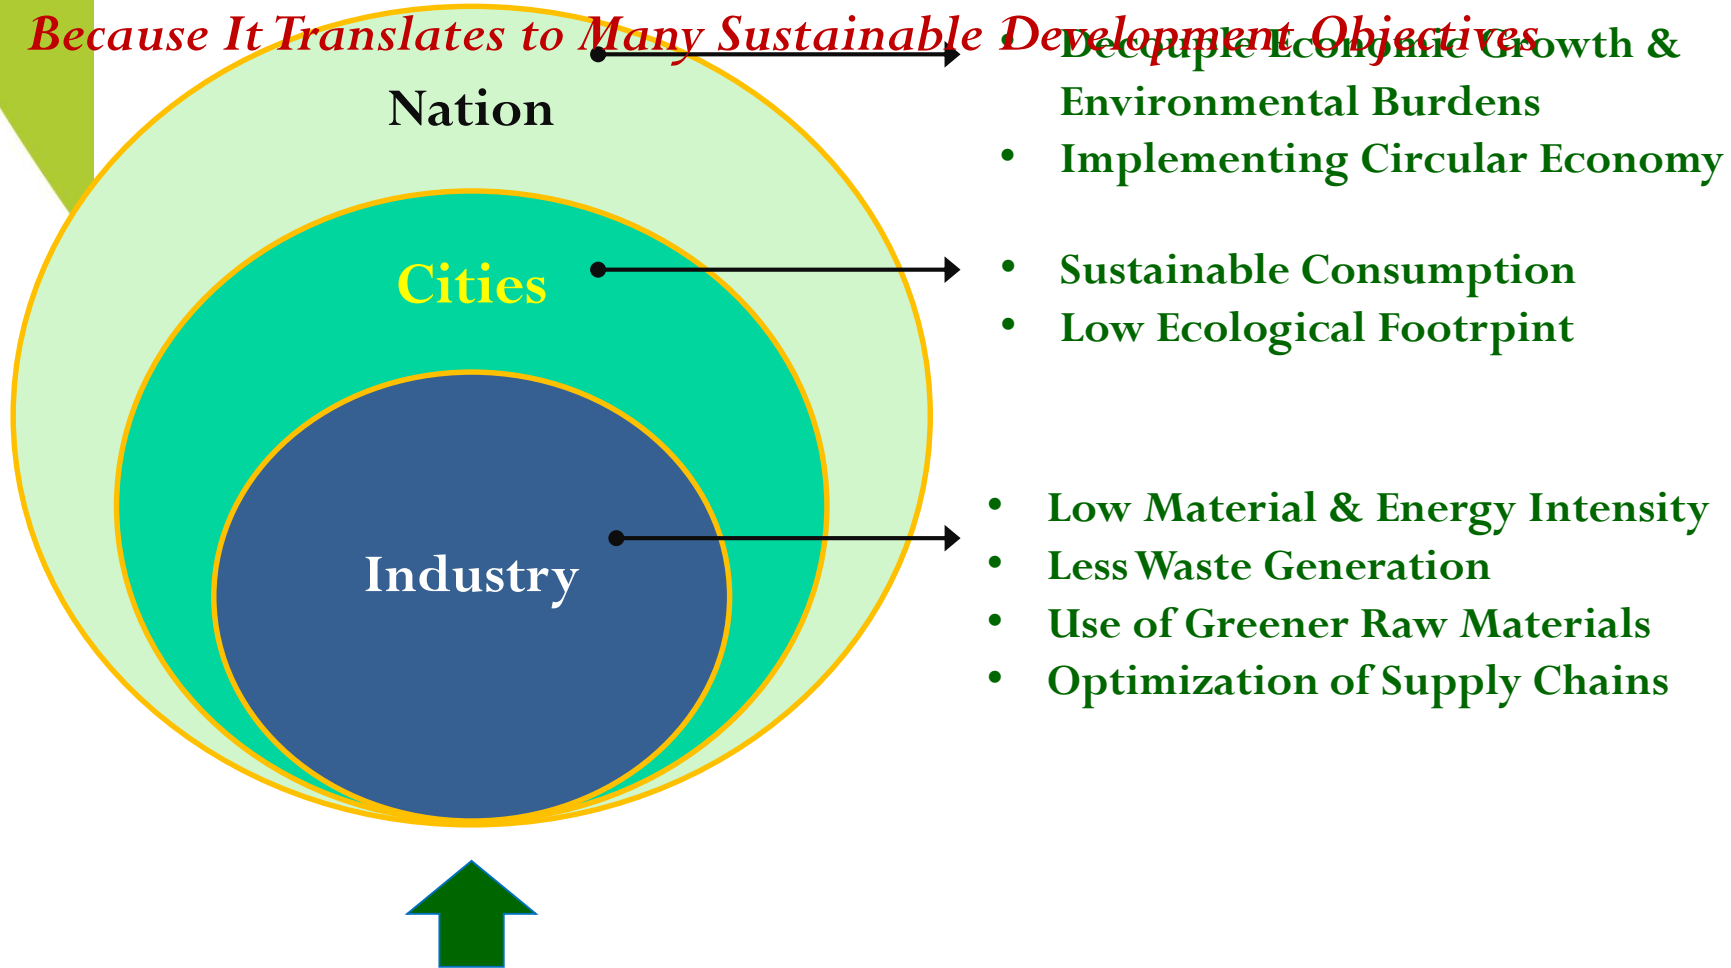 Because It Translates to Many Sustainable Development Objectives
Nation
• Decouple Economic Growth &
Environmental Burdens
• Implementing Circular Economy
Cities
• Sustainable Consumption
• Low Ecological Footrpint
Industry
• Low Material & Energy Intensity
• Less Waste Generation
• Use of Greener Raw Materials
• Optimization of Supply Chains